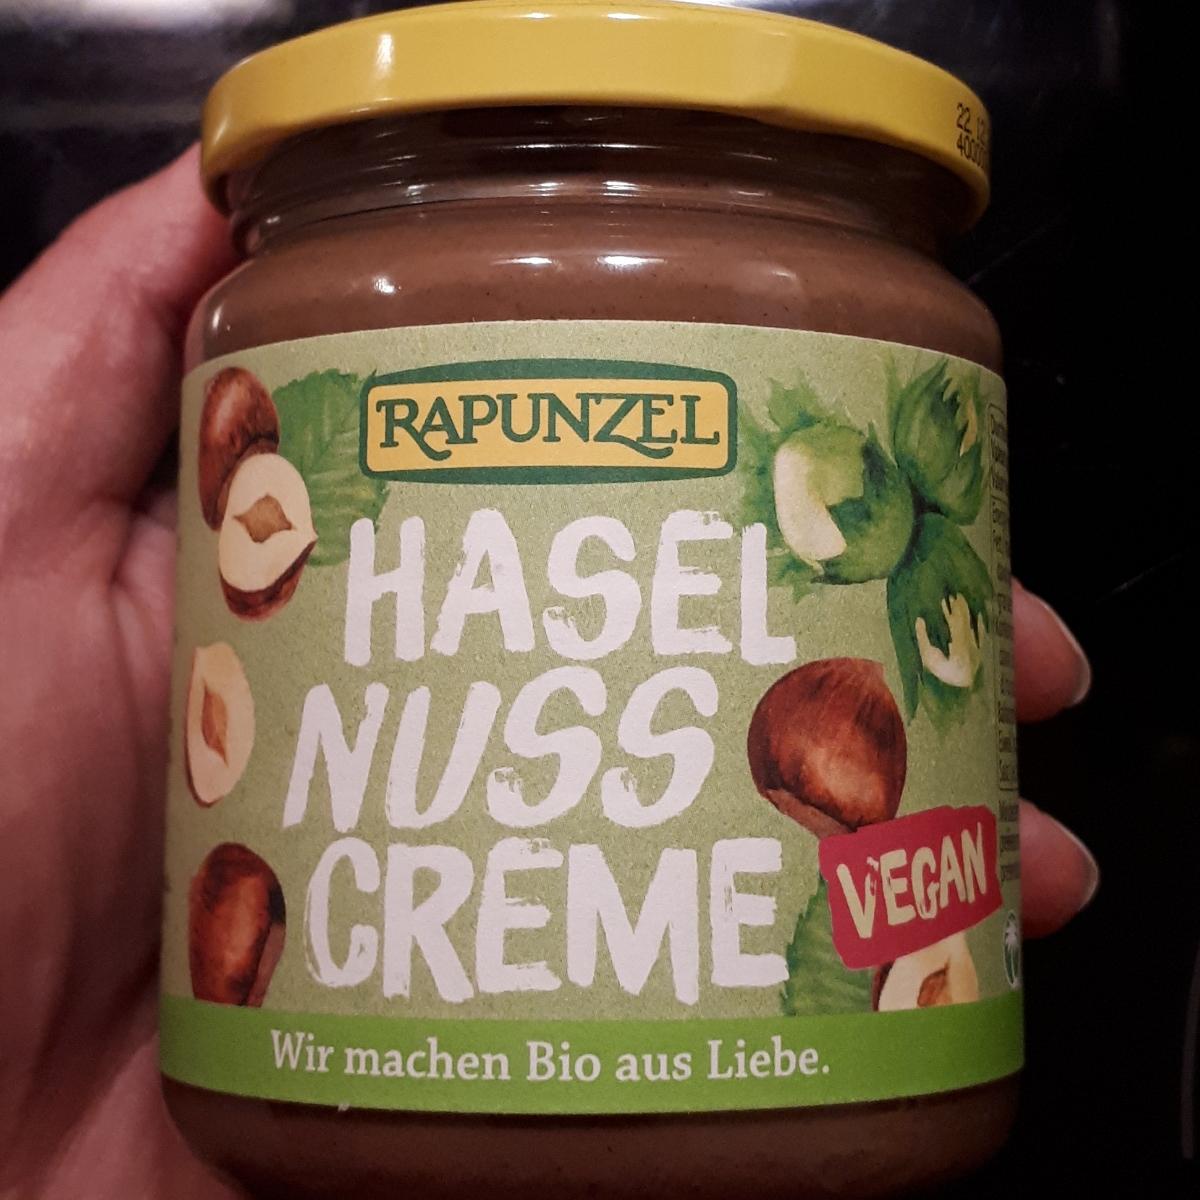 RAPUNZEL
HASEL
NUSS
CREME
VEGAN
Wir machen Bio aus Liebe.